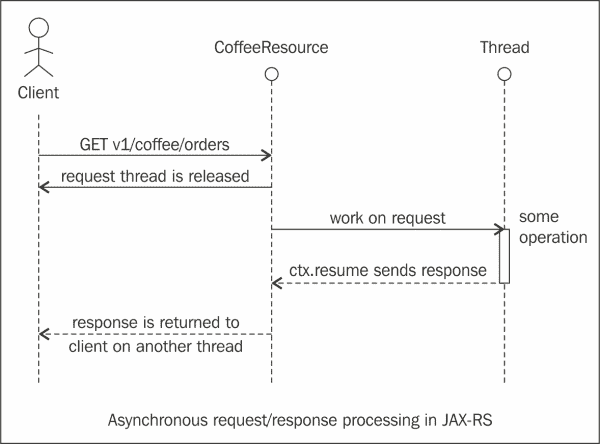 CoffeeResource
Thread
Client
GET v1/coffee/orders
request thread is released
work on request
some
operation
ctx.resume sends response
response is returned to
client on another thread
Asynchronous request/response processing in JAX-RS